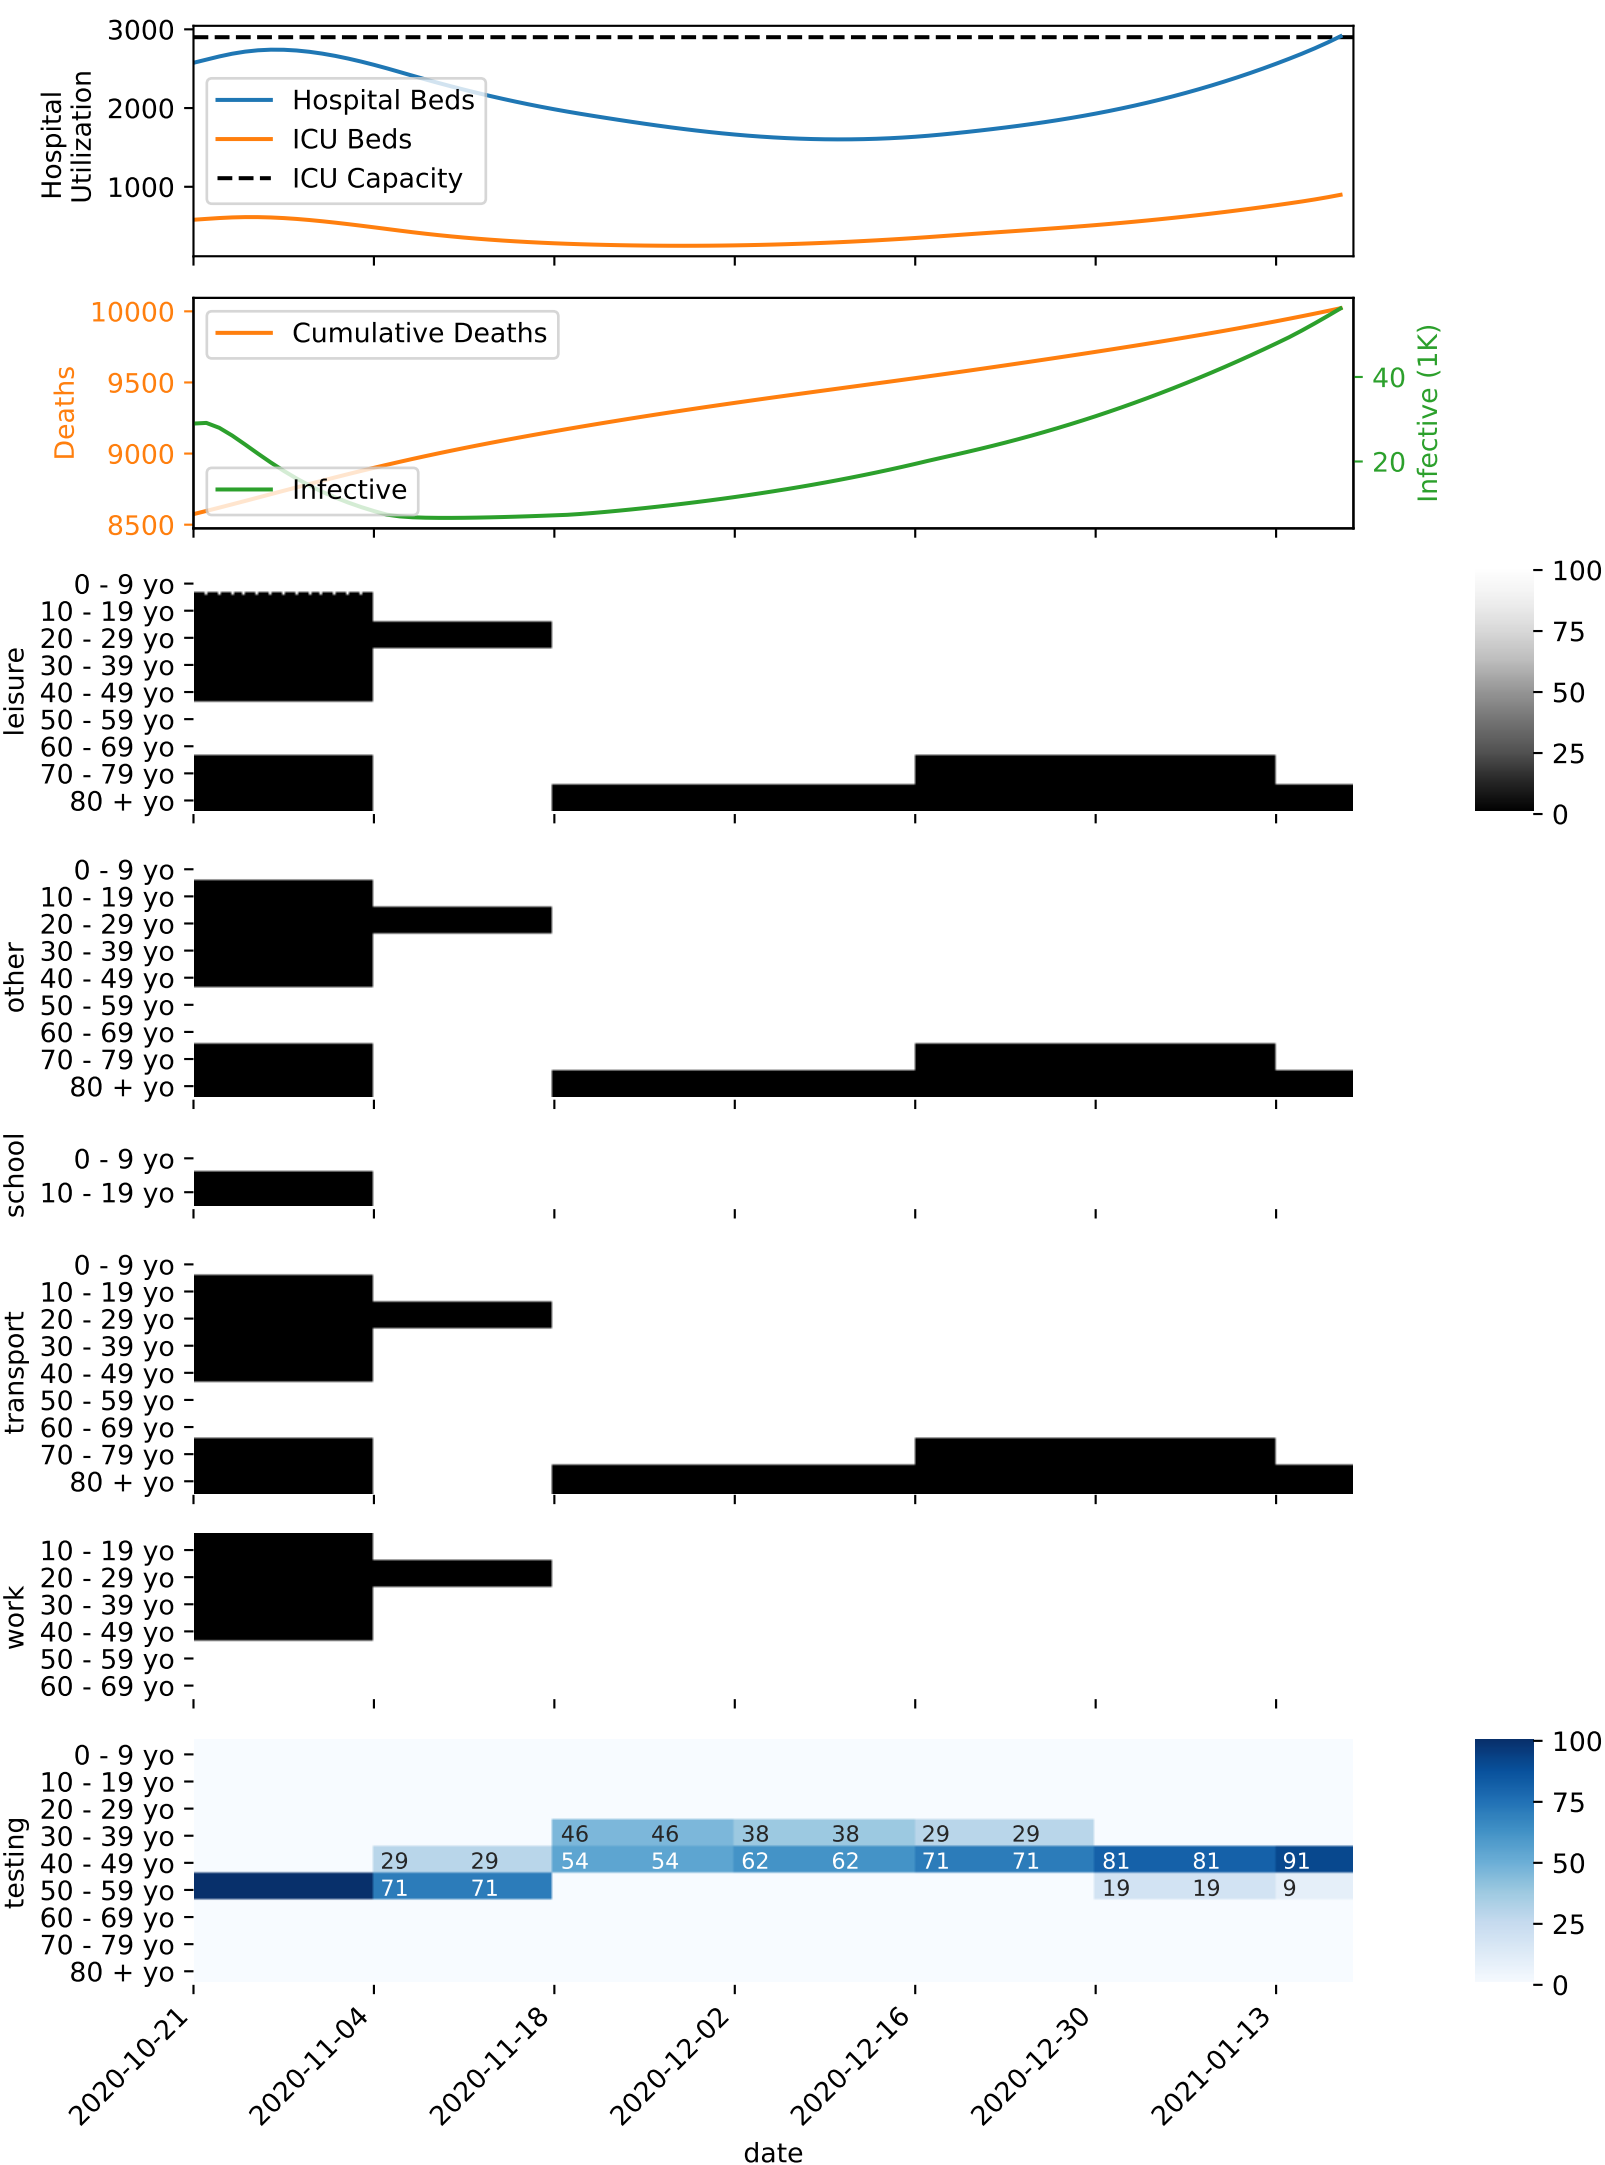 3000
2000
1000
Hospital
Utilization
Hospital Beds
ICU Beds
ICU Capacity
10000
9500
9000
8500
Deaths
Cumulative Deaths
Infective
40
20
Infective (1K)
leisure
0 - 9 yo
10 - 19 yo
20 - 29 yo
30 - 39 yo
40 - 49 yo
50 - 59 yo
60 - 69 yo
70 - 79 yo
80 + yo
100
75
50
25
0
other
0 - 9 yo
10 - 19 yo
20 - 29 yo
30 - 39 yo
40 - 49 yo
50 - 59 yo
60 - 69 yo
70 - 79 yo
80 + yo
school
0 - 9 yo
10 - 19 yo
transport
0 - 9 yo
10 - 19 yo
20 - 29 yo
30 - 39 yo
40 - 49 yo
50 - 59 yo
60 - 69 yo
70 - 79 yo
80 + yo
work
10 - 19 yo
20 - 29 yo
30 - 39 yo
40 - 49 yo
50 - 59 yo
60 - 69 yo
testing
0 - 9 yo
10 - 19 yo
20 - 29 yo
30 - 39 yo
40 - 49 yo
50 - 59 yo
60 - 69 yo
70 - 79 yo
80 + yo
46 46 38 38 29 29
29 29 54 54 62 62 71 71 81 81 91
71 71 19 19 9
100
75
50
25
0
2020-10-21
2020-11-04
2020-11-18
2020-12-02
2020-12-16
2020-12-30
2021-01-13
date